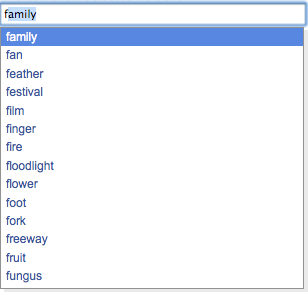 family
family
fan
feather
festival
film
finger
fire
floodlight
flower
foot
fork
freeway
fruit
fungus